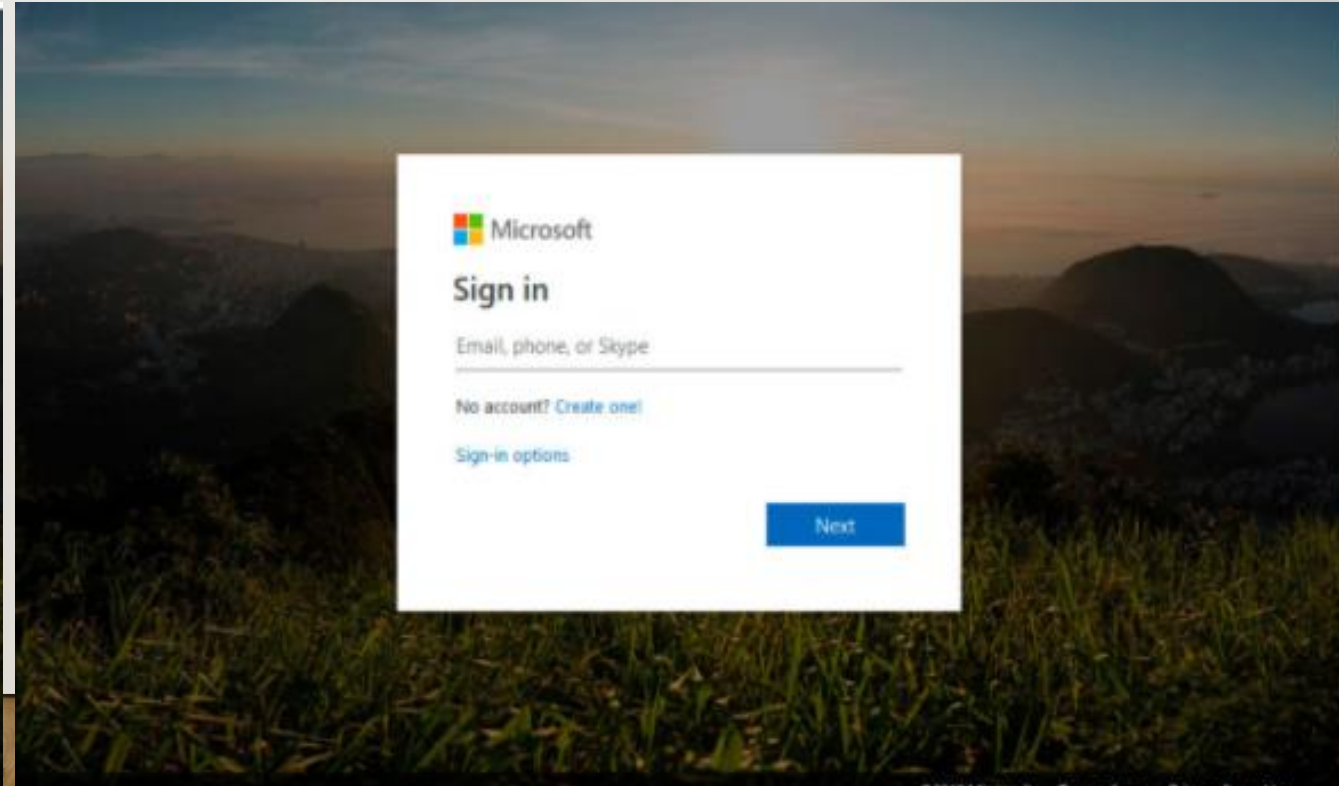 Microsoft
Sign in
Email, phone, or Skype
No account? Create one!
Sign-in options
Next